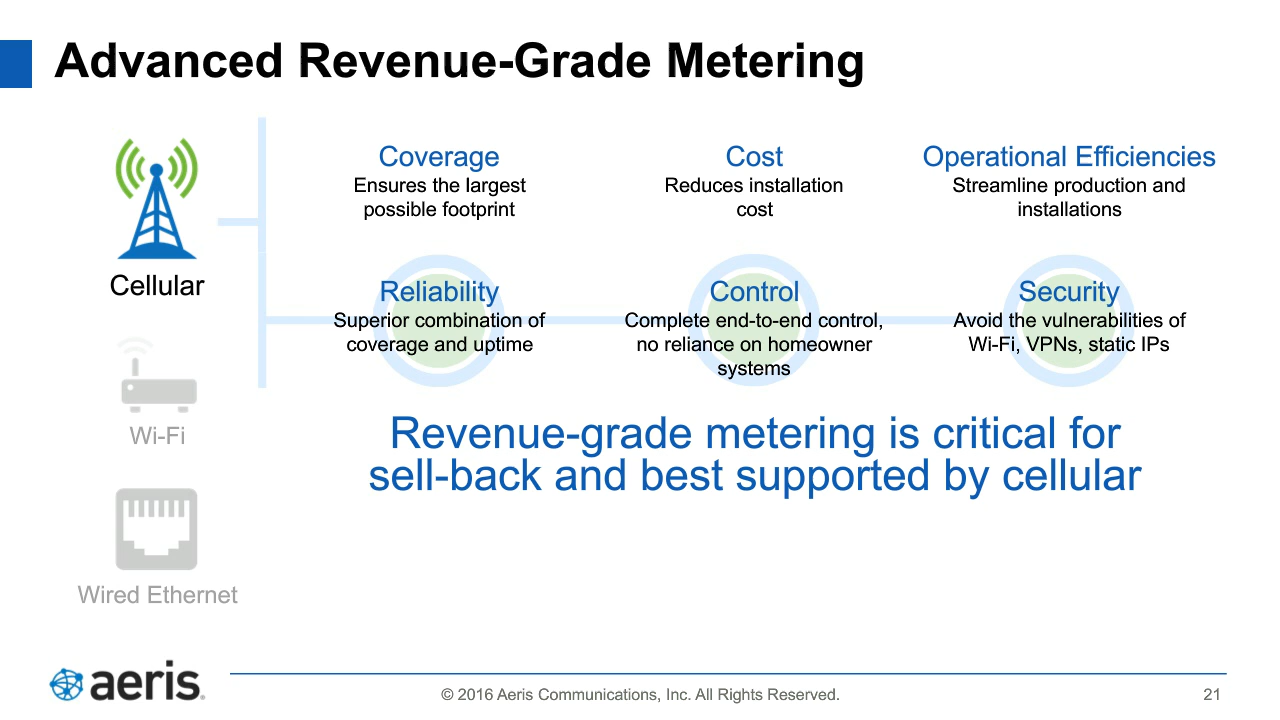 Advanced Revenue-Grade Metering
Cellular
Wi-Fi
Wired Ethernet
Coverage
Ensures the largest
possible footprint
Cost
Reduces installation
cost
Operational Efficiencies
Streamline production and
installations
Reliability
Superior combination of
coverage and uptime
Control
Complete end-to-end control,
no reliance on homeowner
systems
Security
Avoid the vulnerabilities of
Wi-Fi, VPNs, static IPs
Revenue-grade metering is critical for
sell-back and best supported by cellular
aeris
© 2016 Aeris Communications, Inc. All Rights Reserved.
21